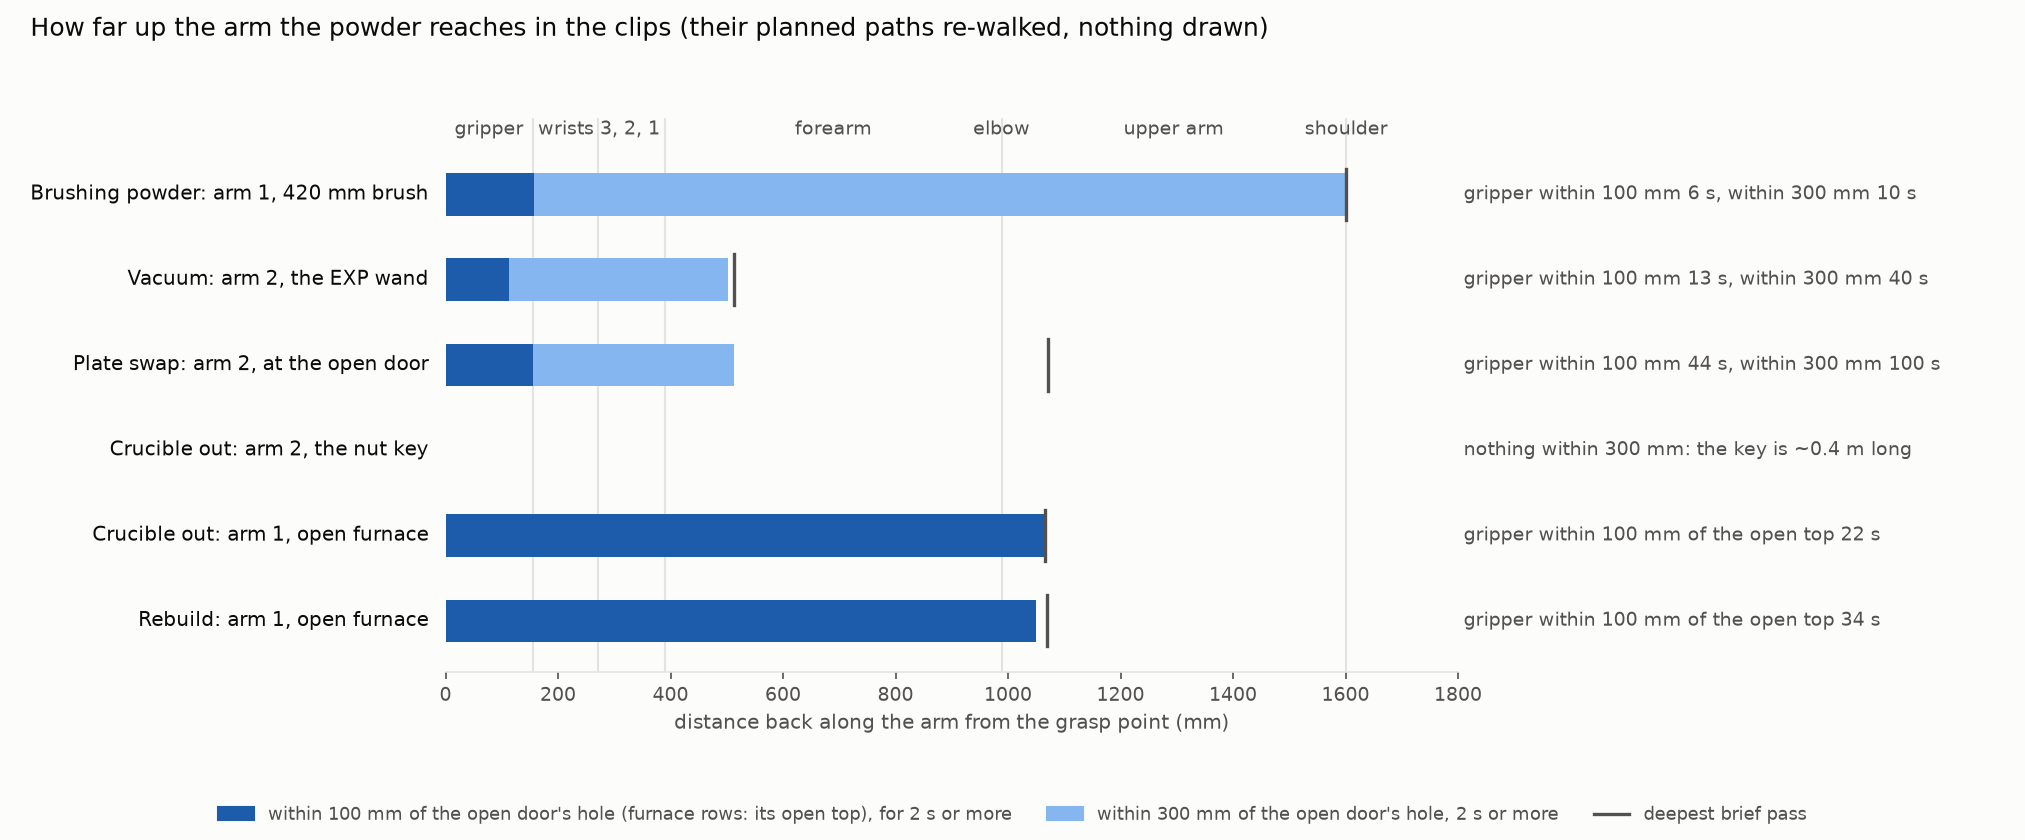 How far up the arm the powder reaches in the clips (their planned paths re-walked, nothing drawn)
gripper wrists 3, 2, 1 forearm elbow upper arm shoulder
Brushing powder: arm 1, 420 mm brush gripper within 100 mm 6 s, within 300 mm 10 s
Vacuum: arm 2, the EXP wand gripper within 100 mm 13 s, within 300 mm 40 s
Plate swap: arm 2, at the open door gripper within 100 mm 44 s, within 300 mm 100 s
Crucible out: arm 2, the nut key nothing within 300 mm: the key is ~0.4 m long
Crucible out: arm 1, open furnace gripper within 100 mm of the open top 22 s
Rebuild: arm 1, open furnace gripper within 100 mm of the open top 34 s
0 200 400 600 800 1000 1200 1400 1600 1800
distance back along the arm from the grasp point (mm)
within 100 mm of the open door's hole (furnace rows: its open top), for 2 s or more within 300 mm of the open door's hole, 2 s or more deepest brief pass